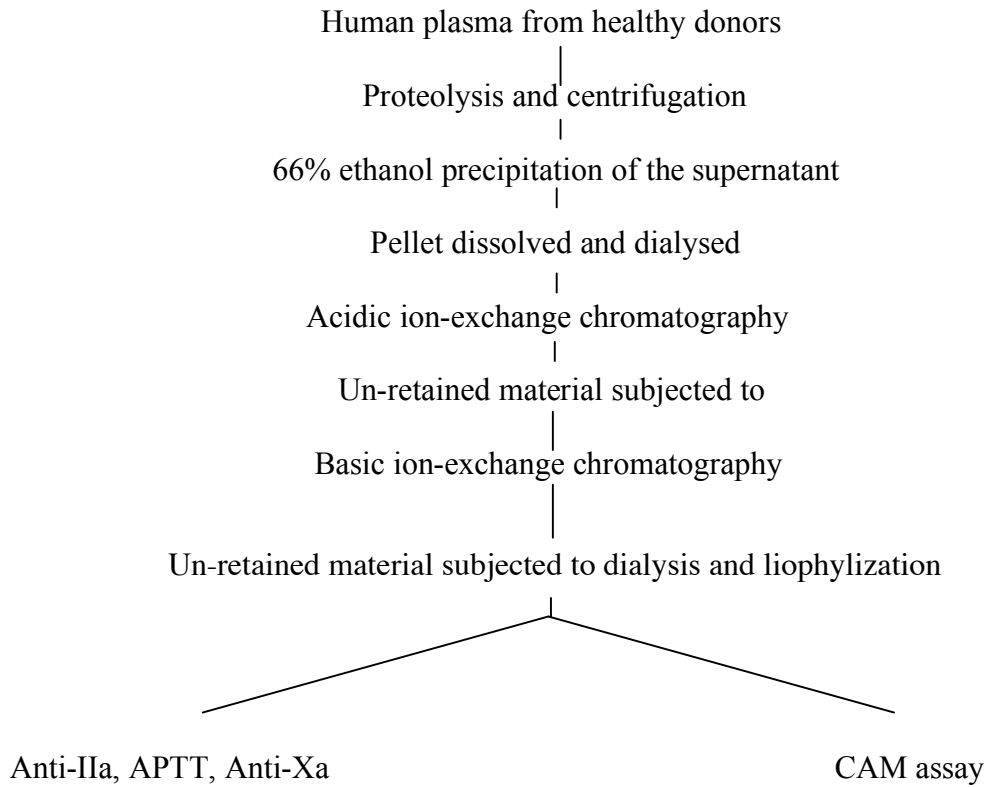 Human plasma from healthy donors
Proteolysis and centrifugation
66% ethanol precipitation of the supernatant
Pellet dissolved and dialysed
Acidic ion-exchange chromatography
Un-retained material subjected to
Basic ion-exchange chromatography
Un-retained material subjected to dialysis and liophylization
Anti-IIa, APTT, Anti-Xa
CAM assay